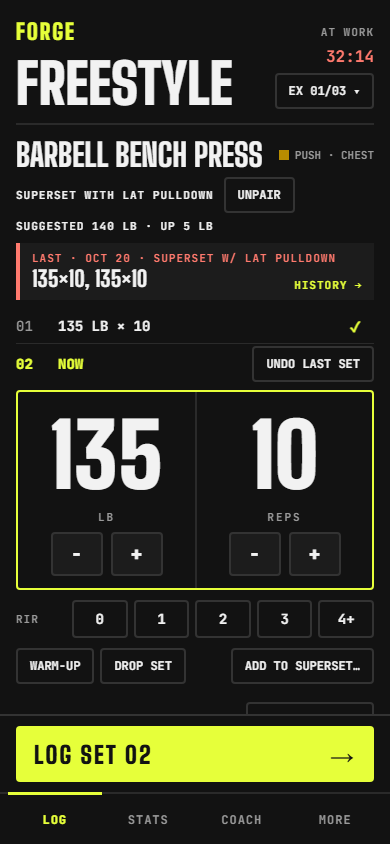 FORGE
AT WORK
FREESTYLE
32:14
EX 01/03 ▾
BARBELL BENCH PRESS
PUSH · CHEST
SUPERSET WITH LAT PULLDOWN
UNPAIR
SUGGESTED 140 LB · UP 5 LB
LAST · OCT 20 · SUPERSET W/ LAT PULLDOWN
135×10, 135×10
HISTORY →
01 135 LB × 10 ✓
02 NOW
UNDO LAST SET
135 10
LB REPS
- + - +
RIR 0 1 2 3 4+
WARM-UP DROP SET ADD TO SUPERSET…
LOG SET 02 →
LOG STATS COACH MORE